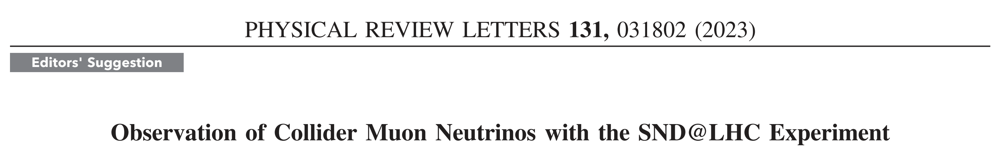 PHYSICAL REVIEW LETTERS 131, 031802 (2023)
Editors' Suggestion
Observation of Collider Muon Neutrinos with the SND@LHC Experiment